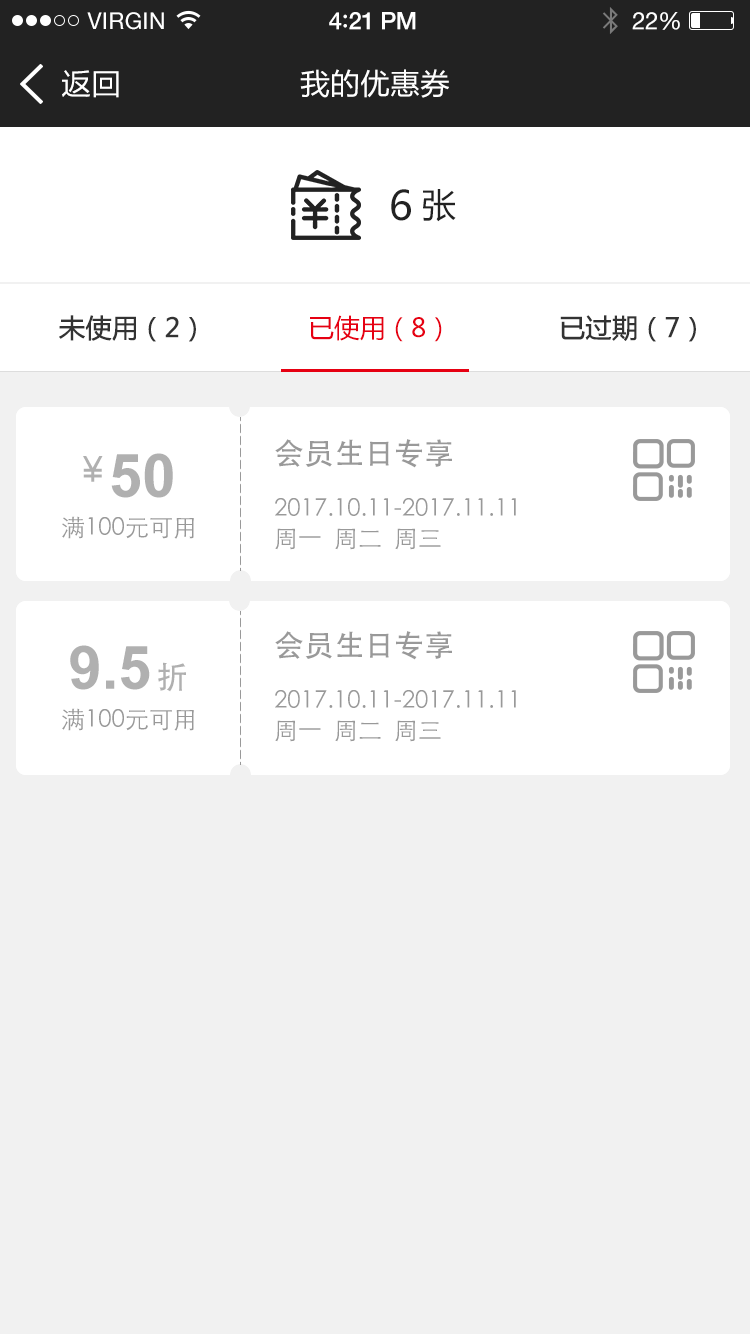 VIRGIN 4:21 PM 22%
返回 我的优惠券
6 张
未使用（2） 已使用（8） 已过期（7）
¥50
满100元可用
会员生日专享
2017.10.11-2017.11.11
周一 周二 周三
9.5折
满100元可用
会员生日专享
2017.10.11-2017.11.11
周一 周二 周三